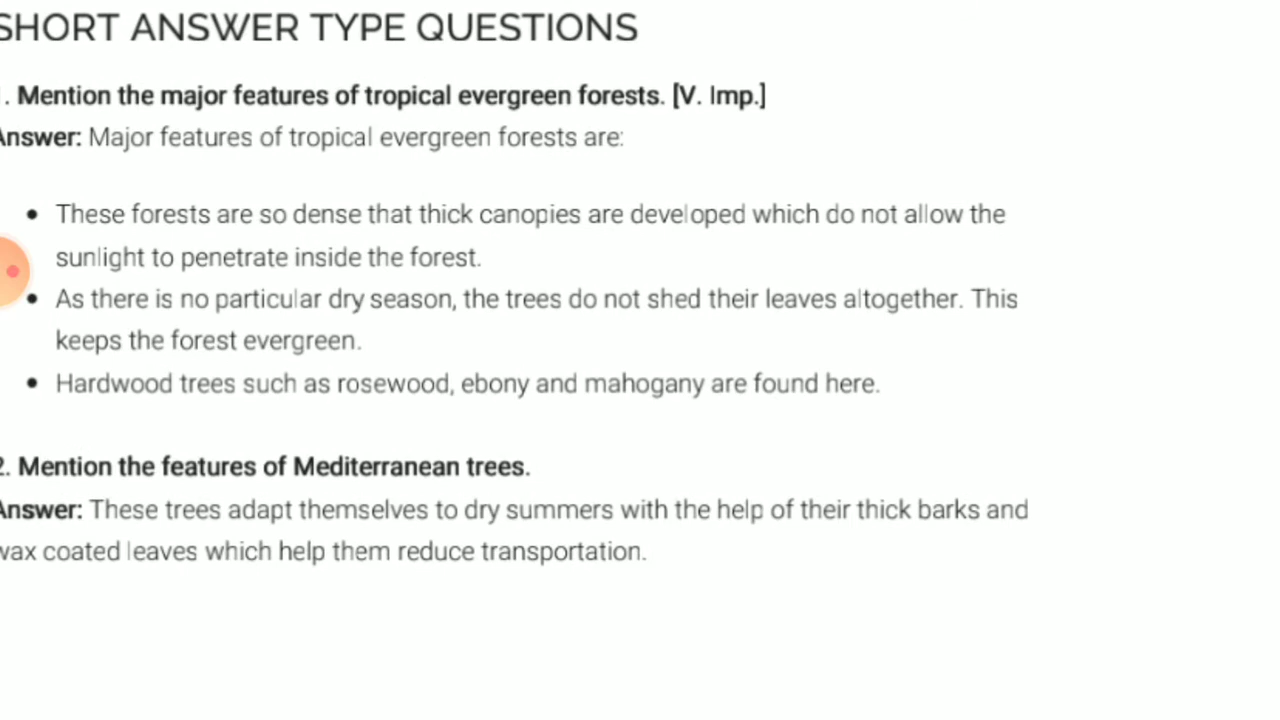 SHORT ANSWER TYPE QUESTIONS
. Mention the major features of tropical evergreen forests. [V. Imp.]
Answer: Major features of tropical evergreen forests are:
• These forests are so dense that thick canopies are developed which do not allow the
sunlight to penetrate inside the forest.
• As there is no particular dry season, the trees do not shed their leaves altogether. This
keeps the forest evergreen.
• Hardwood trees such as rosewood, ebony and mahogany are found here.
2. Mention the features of Mediterranean trees.
Answer: These trees adapt themselves to dry summers with the help of their thick barks and
wax coated leaves which help them reduce transportation.